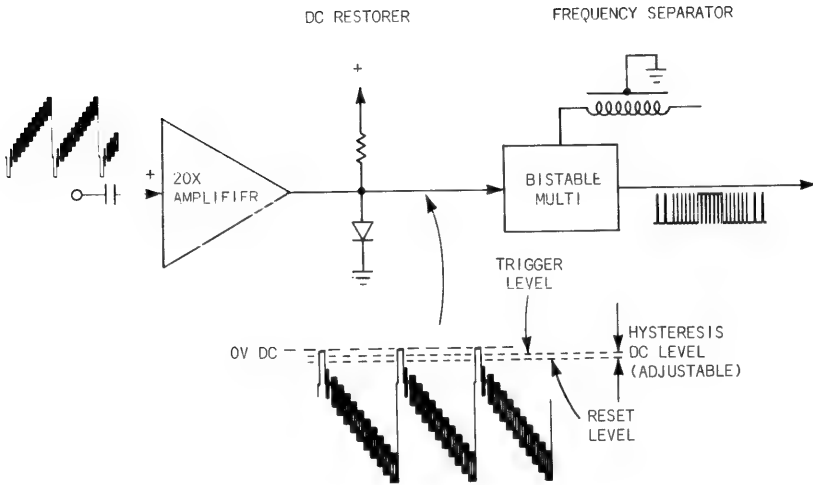 DC RESTORER
FREQUENCY SEPARATOR
+
+
20X
AMPLIFIER
BISTABLE
MULTI
TRIGGER
LEVEL
0V DC
HYSTERESIS
DC LEVEL
(ADJUSTABLE)
RESET
LEVEL